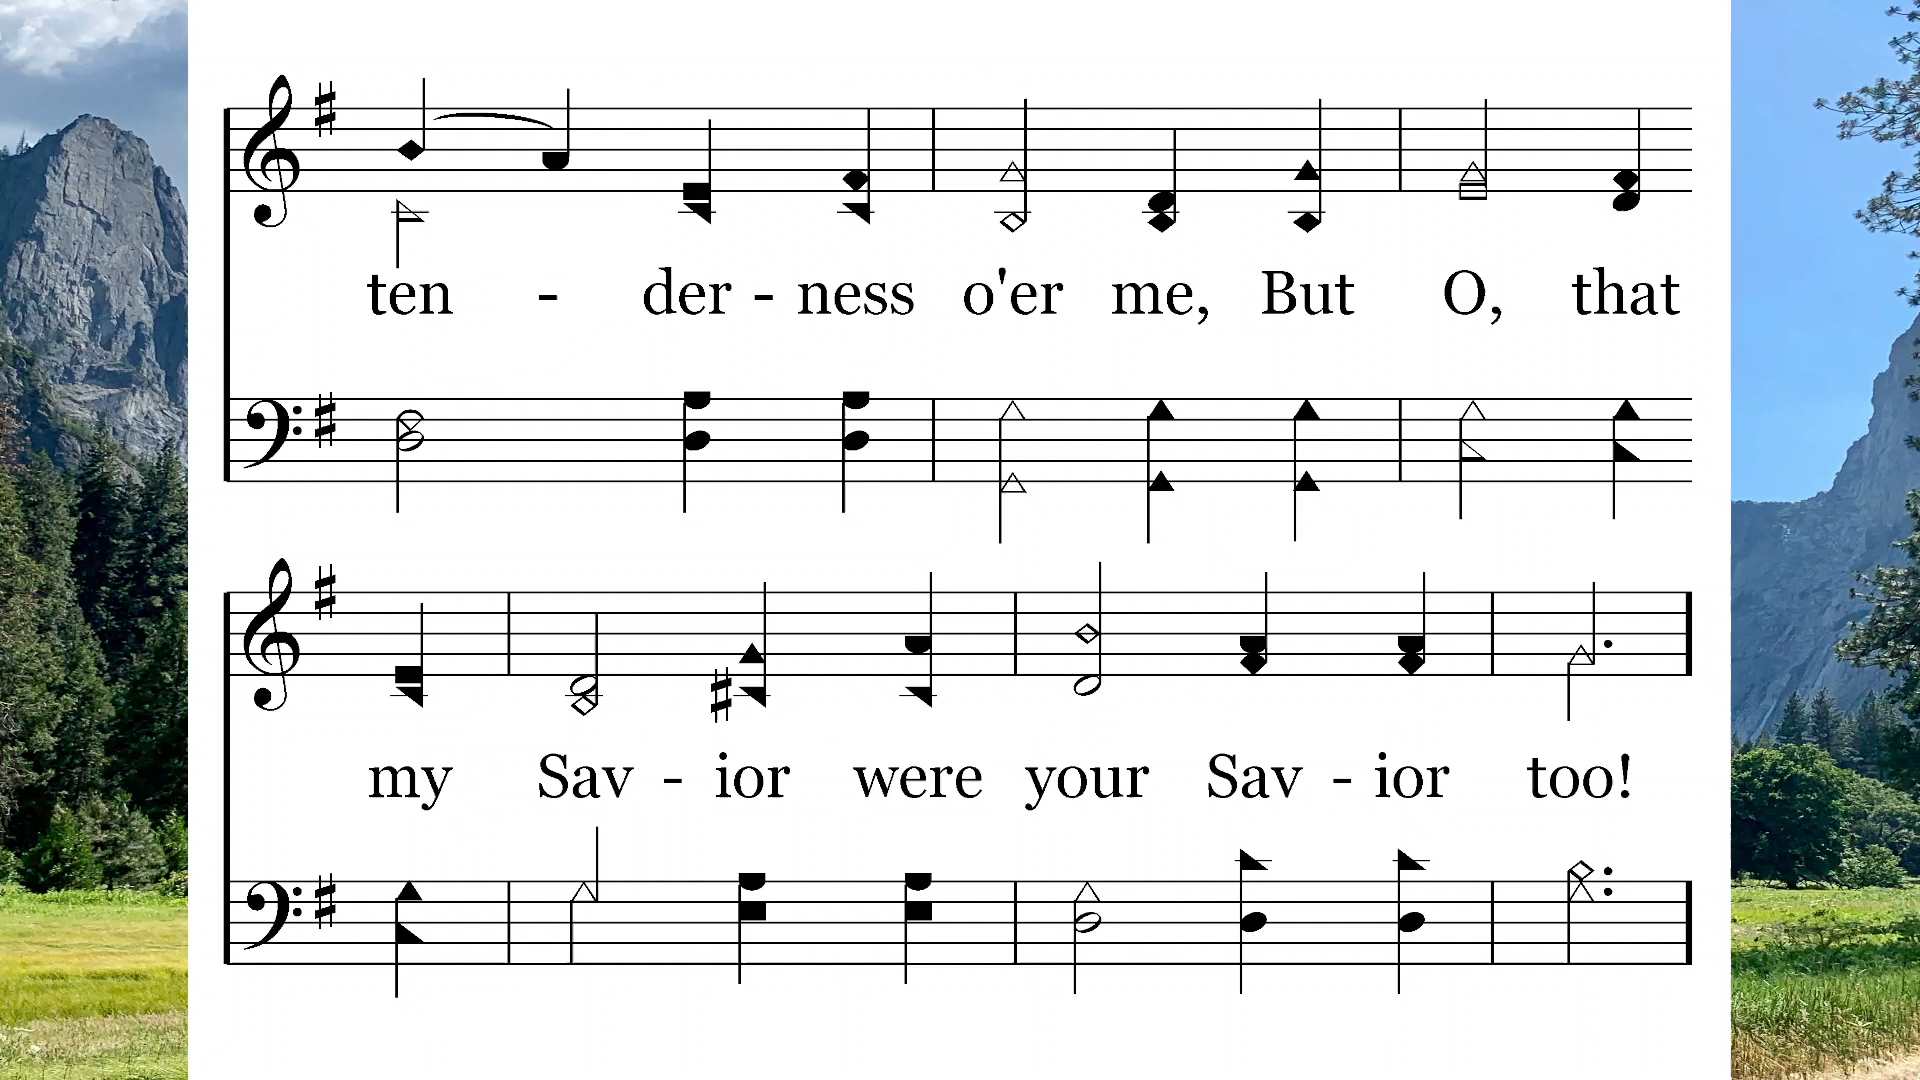 ten - der - ness o'er me, But O, that
my Sav - ior were your Sav - ior too!